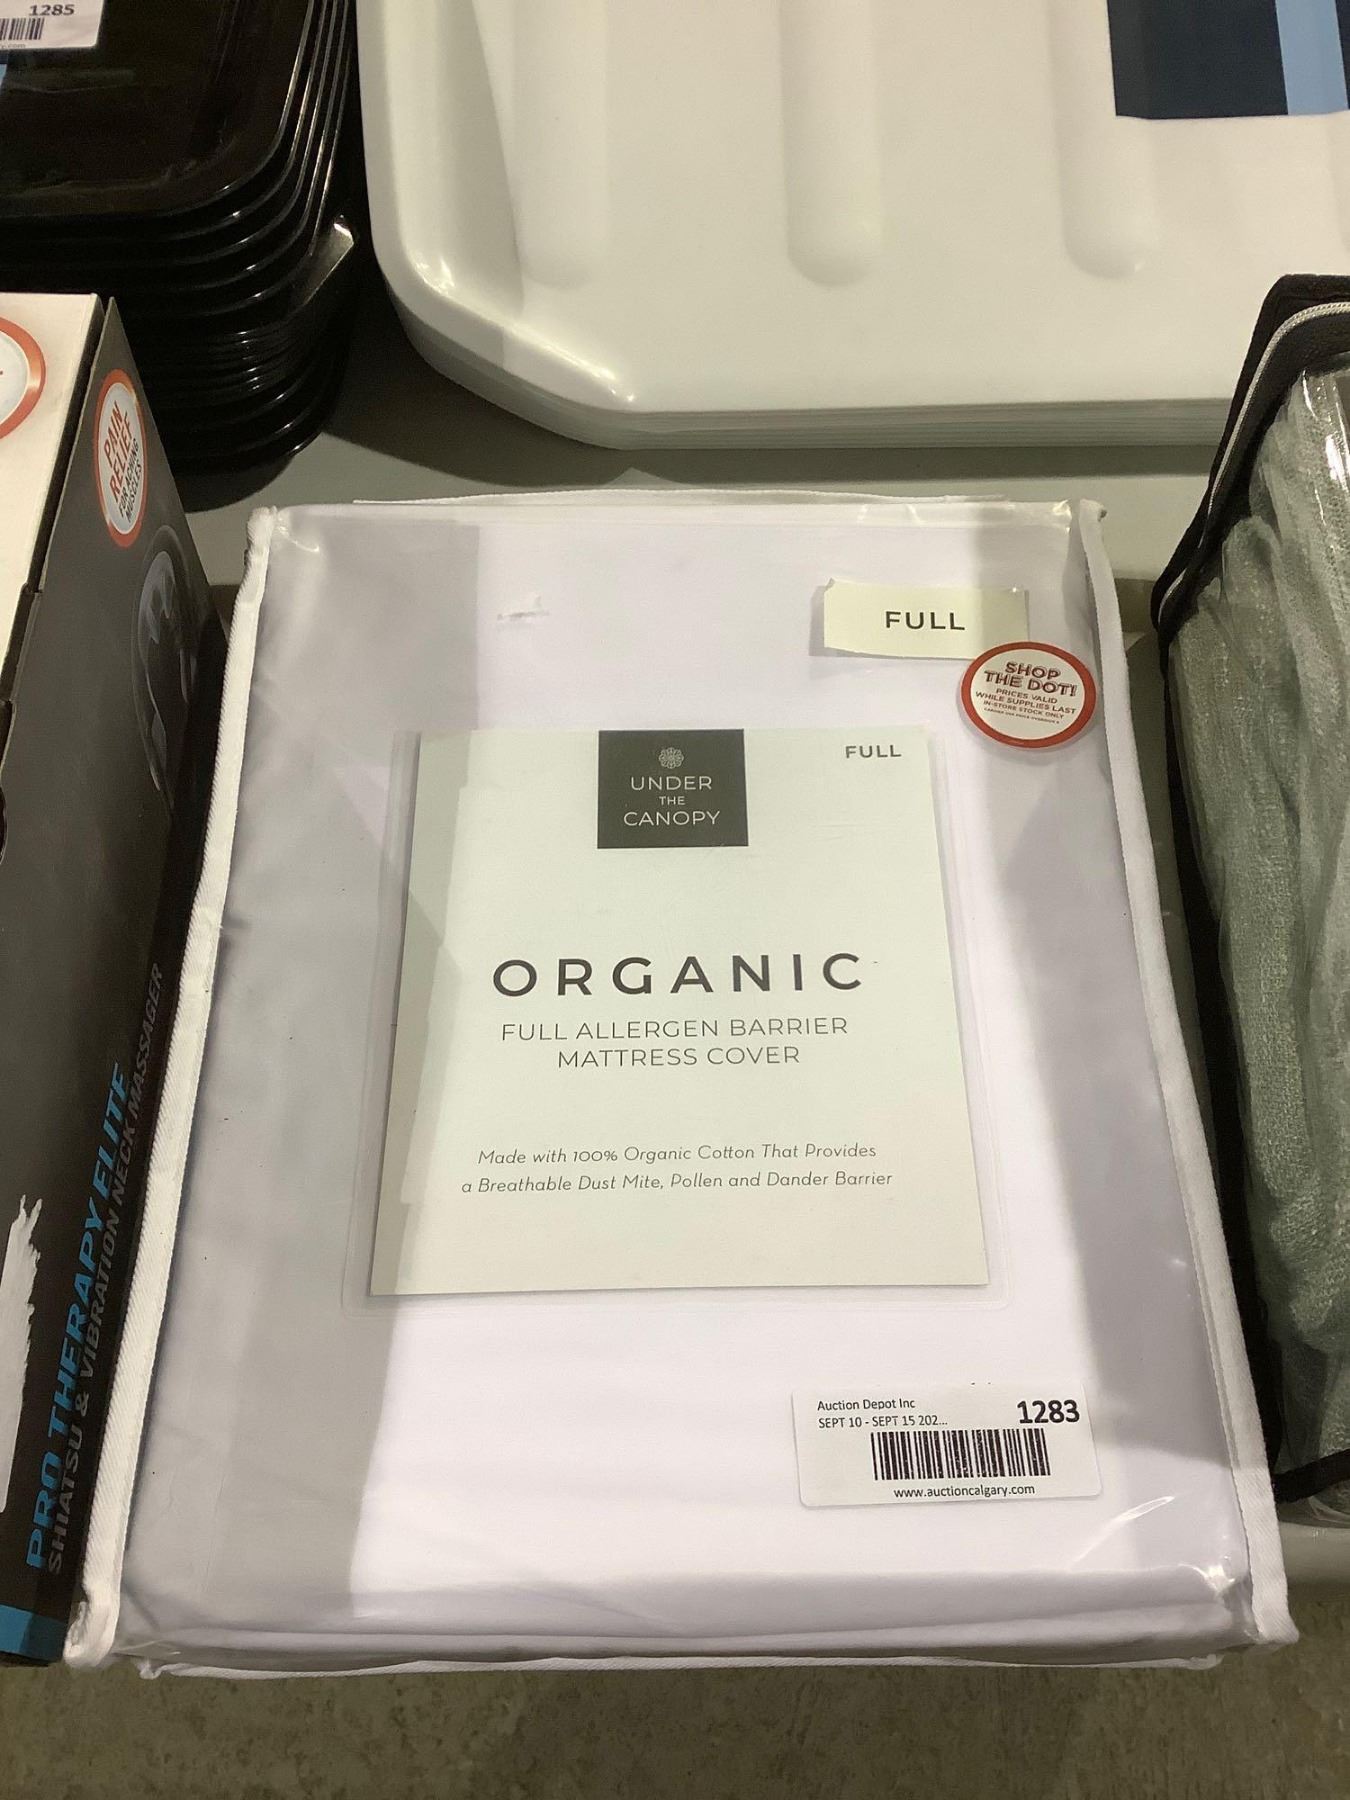 1285
PAIN
RELIEF
FOR ACHING
MUSCLES
FULL
SHOP
THE DOT!
PRICES VALID
WHILE SUPPLIES LAST
IN-STORE STOCK ONLY
FULL
UNDER
THE
CANOPY
ORGANIC
FULL ALLERGEN BARRIER
MATTRESS COVER
Made with 100% Organic Cotton That Provides
a Breathable Dust Mite, Pollen and Dander Barrier
PRO THERAPY ELITE
SHIATSU & VIBRATION NECK MASSAGER
Auction Depot Inc
SEPT 10 - SEPT 15 202...
1283
www.auctioncalgary.com